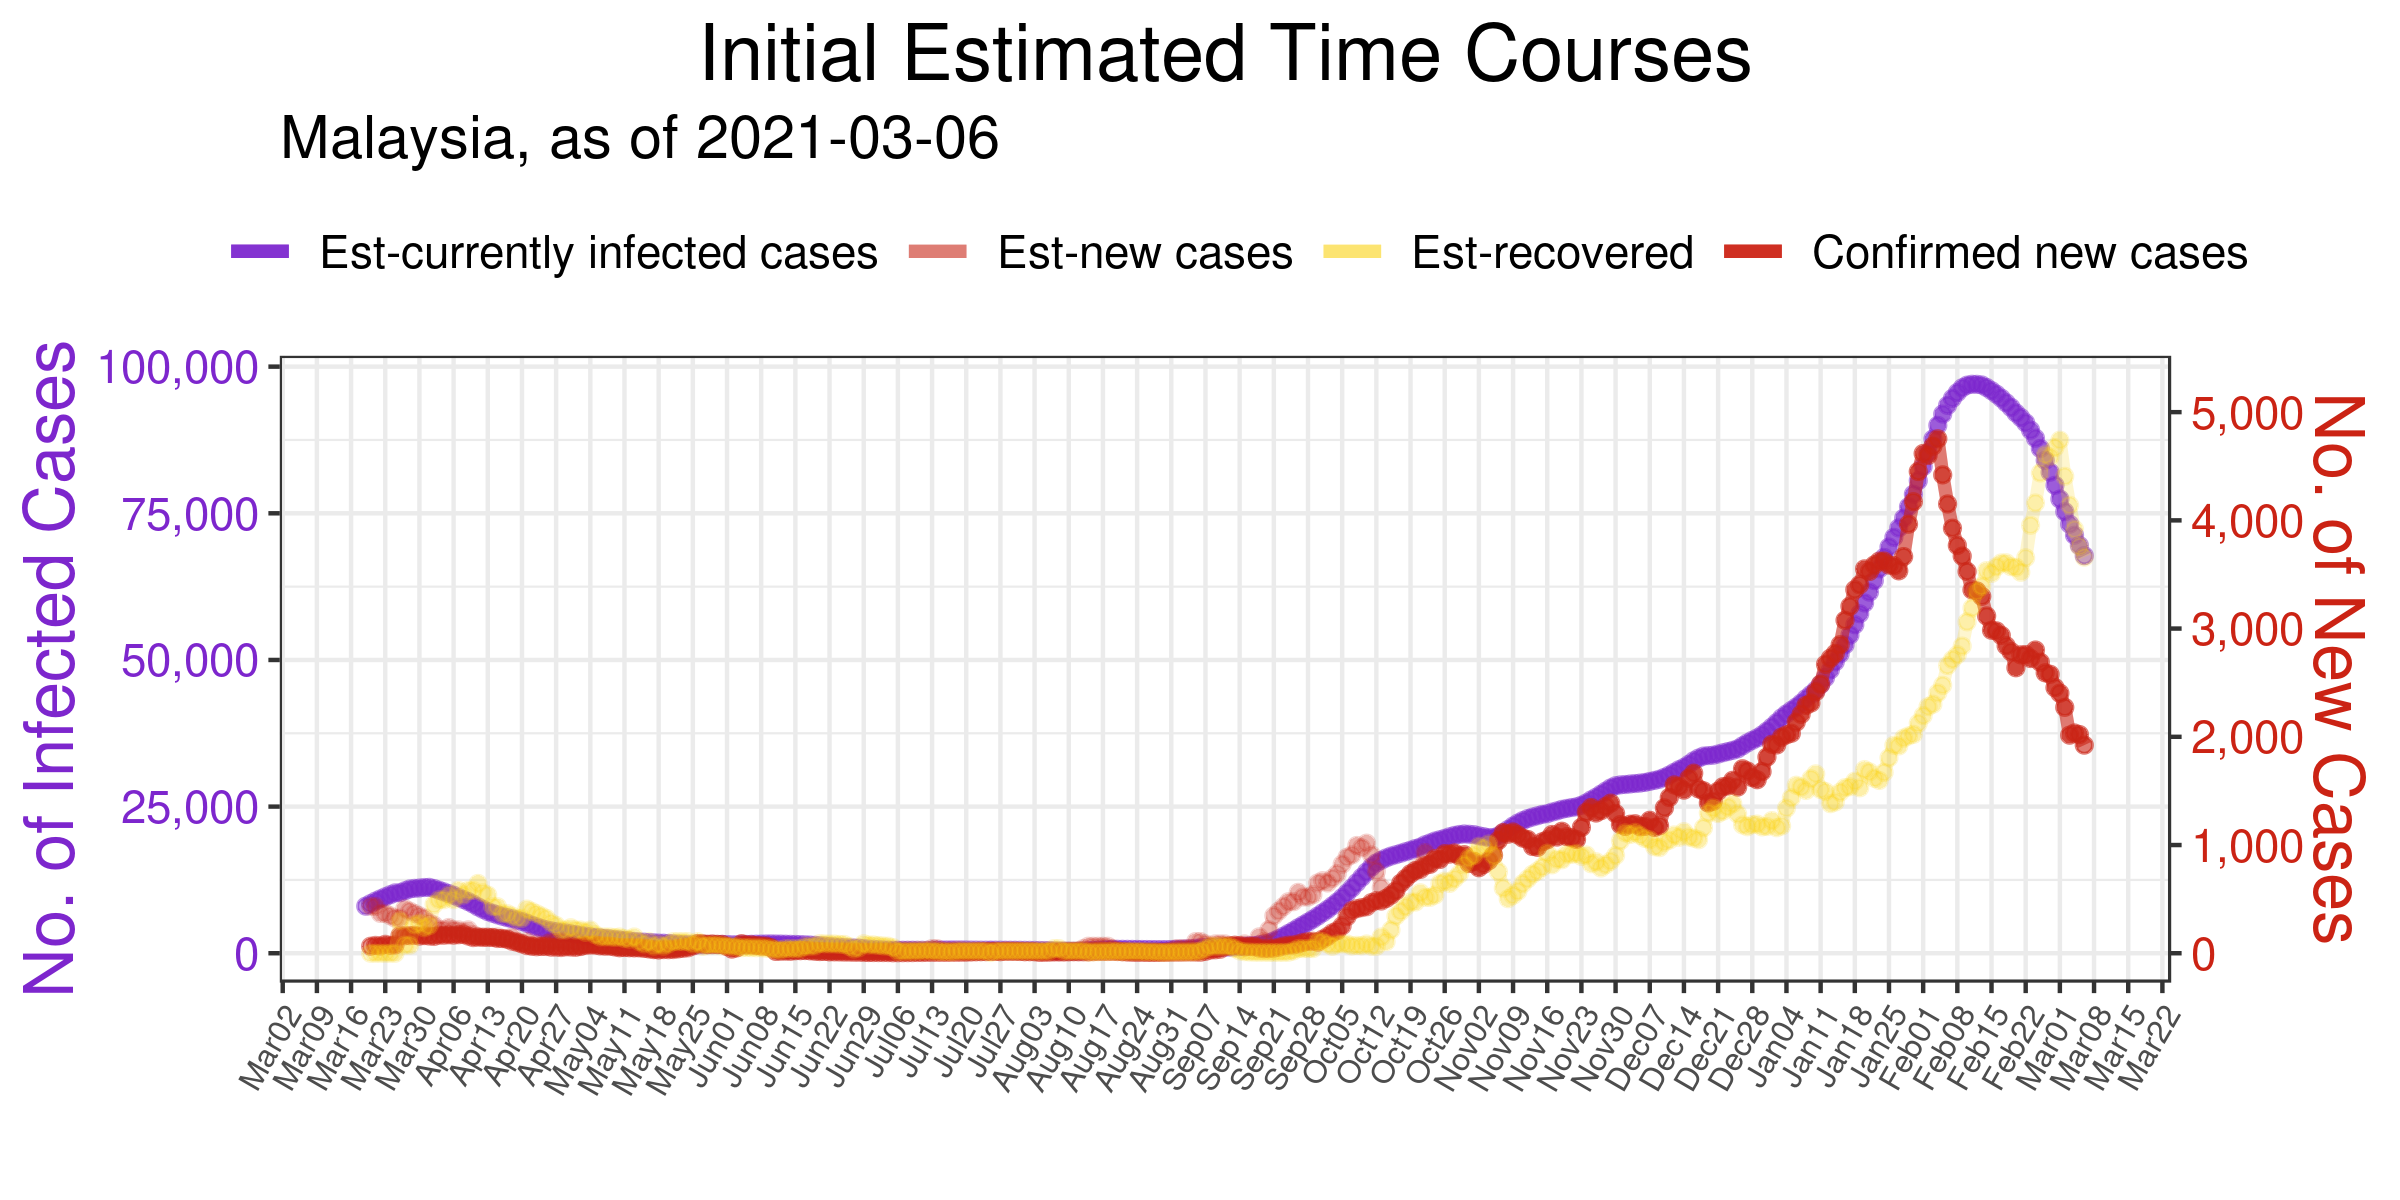 Initial Estimated Time Courses
Malaysia, as of 2021-03-06
Est-currently infected cases Est-new cases Est-recovered Confirmed new cases
No. of Infected Cases
100,000
75,000
50,000
25,000
0
5,000
4,000
3,000
2,000
1,000
0
No. of New Cases
Mar02 Mar09 Mar16 Mar23 Mar30 Apr06 Apr13 Apr20 Apr27 May04 May11 May18 May25 Jun01 Jun08 Jun15 Jun22 Jun29 Jul06 Jul13 Jul20 Jul27 Aug03 Aug10 Aug17 Aug24 Aug31 Sep07 Sep14 Sep21 Sep28 Oct05 Oct12 Oct19 Oct26 Nov02 Nov09 Nov16 Nov23 Nov30 Dec07 Dec14 Dec21 Dec28 Jan04 Jan11 Jan18 Jan25 Feb01 Feb08 Feb15 Feb22 Mar01 Mar08 Mar15 Mar22